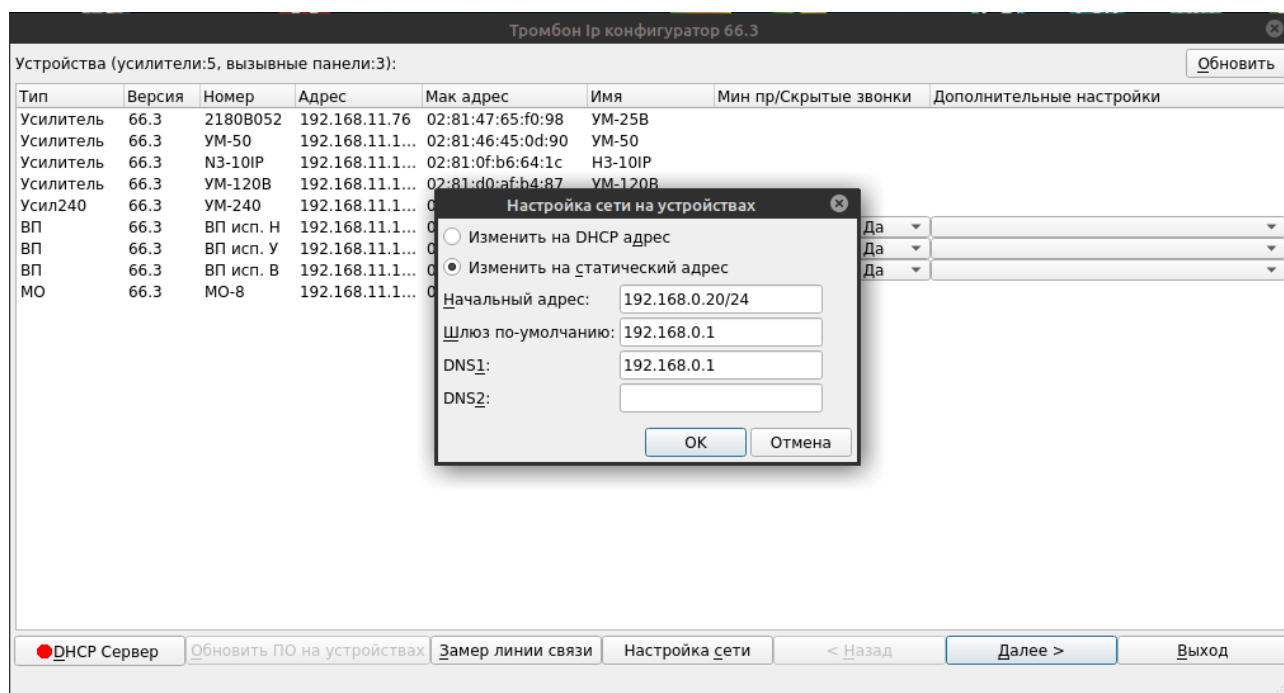 Тромбон Ip конфигуратор 66.3
Устройства (усилители:5, вызывные панели:3):
Обновить
Тип Версия Номер Адрес Мак адрес Имя Мин пр/Скрытые звонки Дополнительные настройки
Усилитель 66.3 2180B052 192.168.11.76 02:81:47:65:f0:98 УМ-25В
Усилитель 66.3 УМ-50 192.168.11.1... 02:81:46:45:0d:90 УМ-50
Усилитель 66.3 N3-10IP 192.168.11.1... 02:81:0f:b6:64:1c НЗ-10IP
Усилитель 66.3 УМ-120В 192.168.11.1... 02:81:d0:af:b4:87 УМ-120В
Усил240 66.3 УМ-240 192.168.11.1...
ВП 66.3 ВП исп. Н 192.168.11.1... Да
ВП 66.3 ВП исп. У 192.168.11.1... Да
ВП 66.3 ВП исп. В 192.168.11.1... Да
МО 66.3 МО-8 192.168.11.1...
Настройка сети на устройствах
Изменить на DHCP адрес
Изменить на статический адрес
Начальный адрес: 192.168.0.20/24
Шлюз по-умолчанию: 192.168.0.1
DNS1: 192.168.0.1
DNS2:
OK Отмена
DHCP Сервер Обновить ПО на устройствах Замер линии связи Настройка сети < Назад Далее > Выход